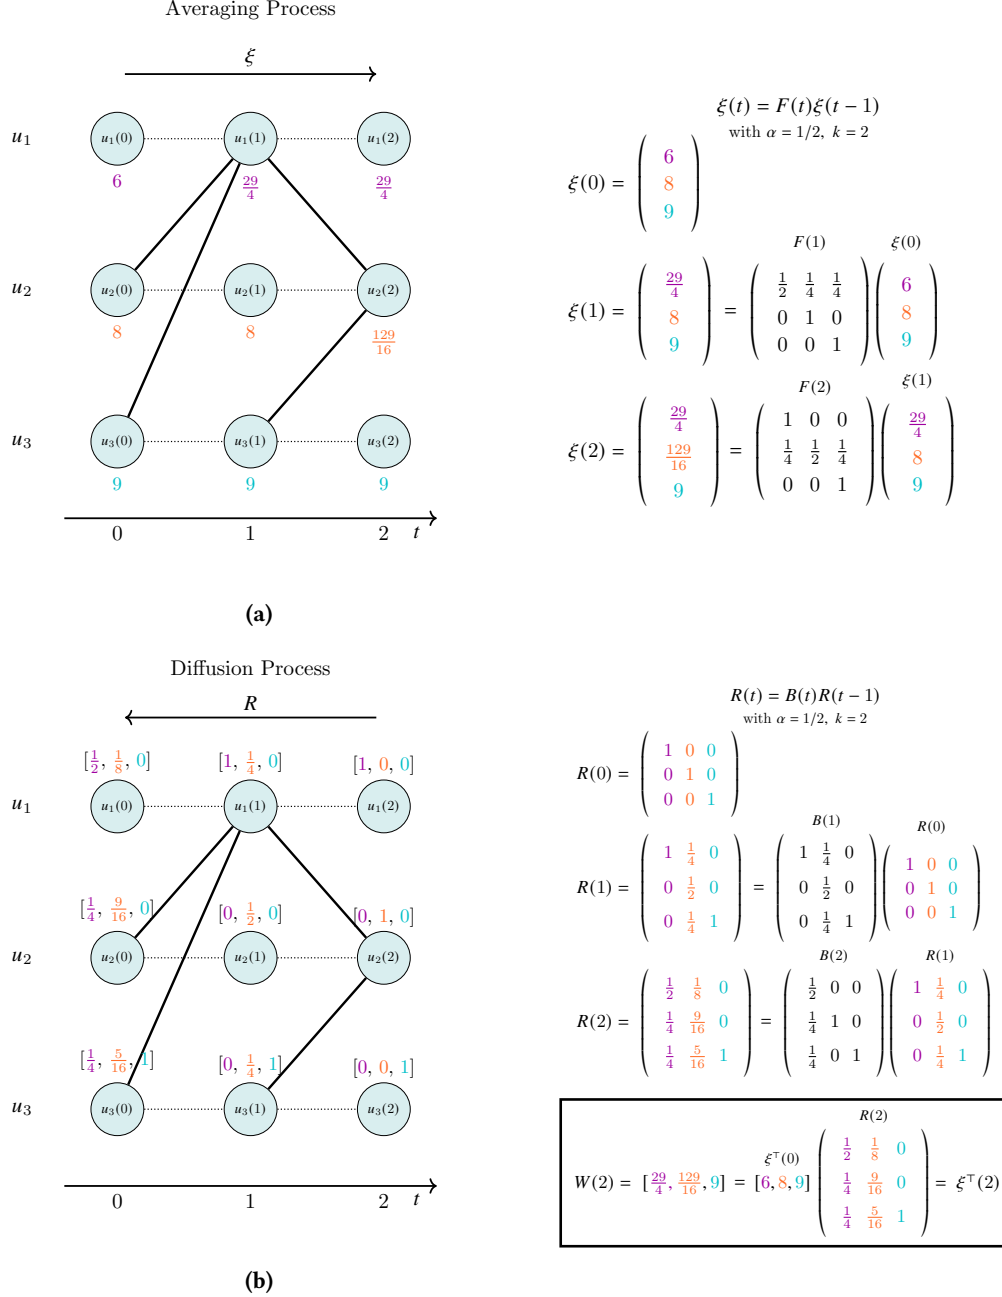 Averaging Process
ξ
u₁ u₁(0) u₁(1) u₁(2)
6 29/4 29/4
u₂ u₂(0) u₂(1) u₂(2)
8 8 129/16
u₃ u₃(0) u₃(1) u₃(2)
9 9 9
0 1 2 t
ξ(t) = F(t)ξ(t − 1)
with α = 1/2, k = 2
ξ(0) = ( 6 8 9 )
F(1) ξ(0)
ξ(1) = ( 29/4 8 9 ) = ( 1/2 1/4 1/4 0 1 0 0 0 1 ) ( 6 8 9 )
F(2) ξ(1)
ξ(2) = ( 29/4 129/16 9 ) = ( 1 0 0 1/4 1/2 1/4 0 0 1 ) ( 29/4 8 9 )
(a)
Diffusion Process
R
[1/2, 1/8, 0] [1, 1/4, 0] [1, 0, 0]
u₁ u₁(0) u₁(1) u₁(2)
[1/4, 9/16, 0] [0, 1/2, 0] [0, 1, 0]
u₂ u₂(0) u₂(1) u₂(2)
[1/4, 5/16, 1] [0, 1/4, 1] [0, 0, 1]
u₃ u₃(0) u₃(1) u₃(2)
0 1 2 t
R(t) = B(t)R(t − 1)
with α = 1/2, k = 2
R(0) = ( 1 0 0 0 1 0 0 0 1 )
B(1) R(0)
R(1) = ( 1 1/4 0 0 1/2 0 0 1/4 1 ) = ( 1 1/4 0 0 1/2 0 0 1/4 1 ) ( 1 0 0 0 1 0 0 0 1 )
B(2) R(1)
R(2) = ( 1/2 1/8 0 1/4 9/16 0 1/4 5/16 1 ) = ( 1/2 0 0 1/4 1 0 1/4 0 1 ) ( 1 1/4 0 0 1/2 0 0 1/4 1 )
ξ⊤(0) R(2)
W(2) = [29/4, 129/16, 9] = [6, 8, 9] ( 1/2 1/8 0 1/4 9/16 0 1/4 5/16 1 ) = ξ⊤(2)
(b)